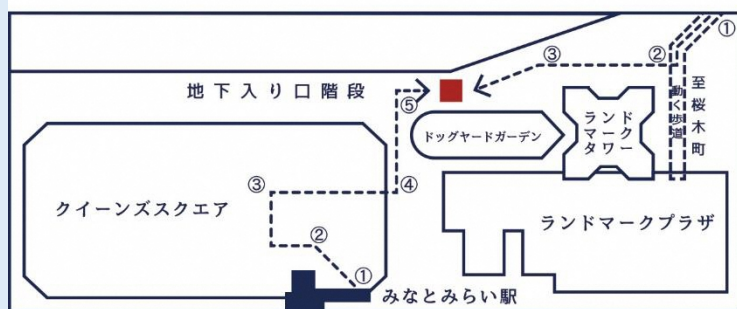 ①
②
③
至桜木町
動く歩道
地下入り口階段
⑤
ランド
マーク
タワー
ドッグヤードガーデン
③
④
クイーンズスクエア
ランドマークプラザ
②
①
みなとみらい駅